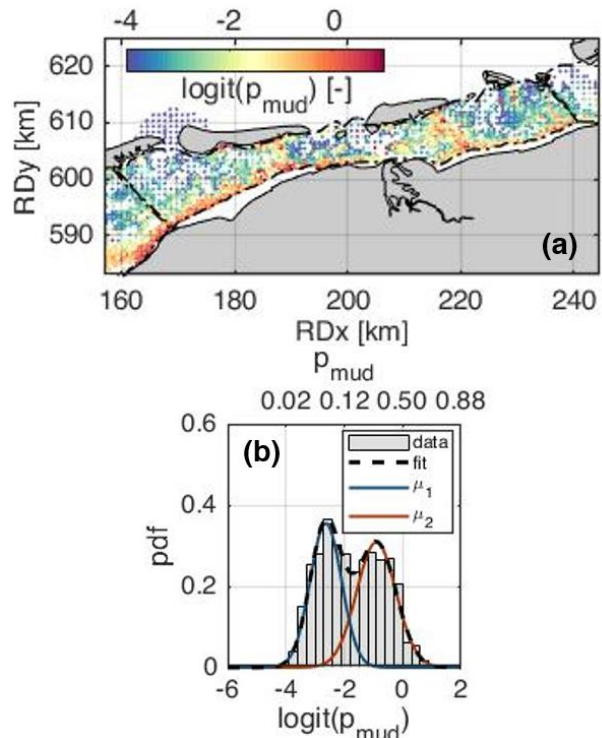 -4 -2 0
logit(p_mud) [-]
620
610
600
590
RDy [km]
(a)
160 180 200 220 240
RDx [km]
p_mud
0.02 0.12 0.50 0.88
0.6
0.4
0.2
0
pdf
(b)
data
fit
μ_1
μ_2
-6 -4 -2 0 2
logit(p_mud)